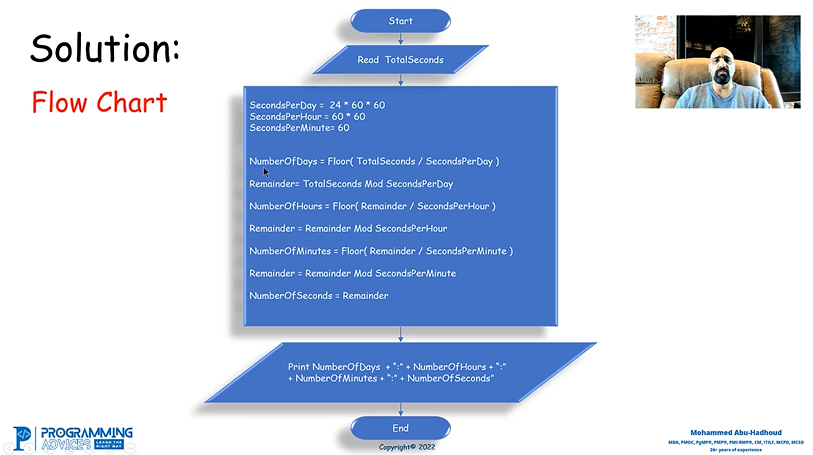 Solution:
Flow Chart
Start
Read TotalSeconds
SecondsPerDay = 24 * 60 * 60
SecondsPerHour = 60 * 60
SecondsPerMinute= 60
NumberOfDays = Floor( TotalSeconds / SecondsPerDay )
Remainder= TotalSeconds Mod SecondsPerDay
NumberOfHours = Floor( Remainder / SecondsPerHour )
Remainder = Remainder Mod SecondsPerHour
NumberOfMinutes = Floor( Remainder / SecondsPerMinute )
Remainder = Remainder Mod SecondsPerMinute
NumberOfSeconds = Remainder
Print NumberOfDays + “:” + NumberOfHours + “:”
+ NumberOfMinutes + “:” + NumberOfSeconds”
End
PROGRAMMING
ADVICES LEARN THE
RIGHT WAY
Copyright© 2022
Mohammed Abu-Hadhoud
MBA, PMOC, PgMP®, PMP®, PMI-RMP®, CM, ITILF, MCPD, MCSD
26+ years of experience